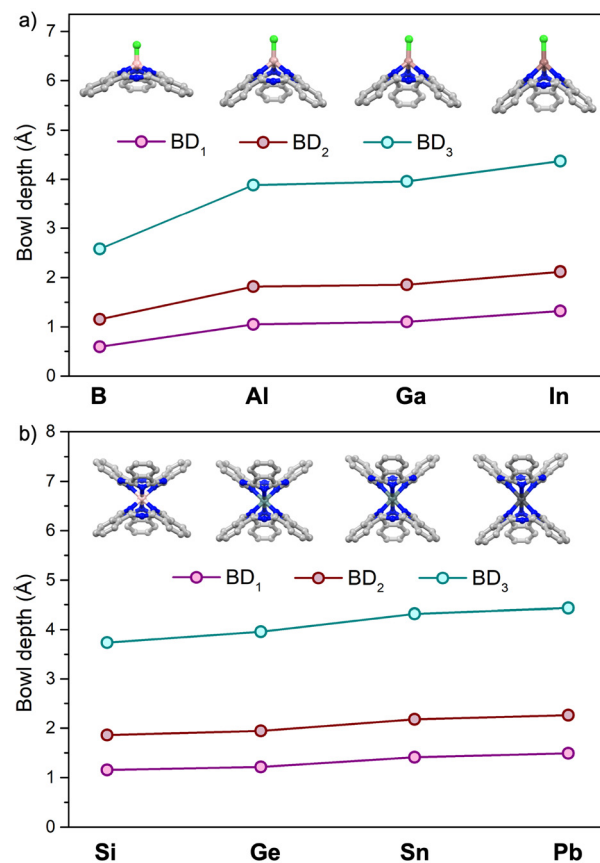 a)
7
6
5
4
3
2
1
0
Bowl depth (Å)
BD₁ BD₂ BD₃
B Al Ga In
b)
8
7
6
5
4
3
2
1
0
Bowl depth (Å)
BD₁ BD₂ BD₃
Si Ge Sn Pb